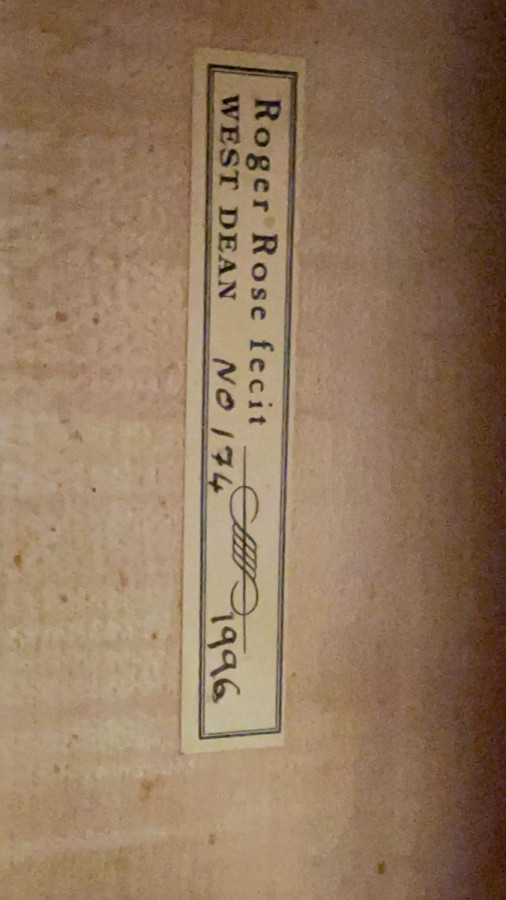 Roger Rose fecit
WEST DEAN NO 174 1996